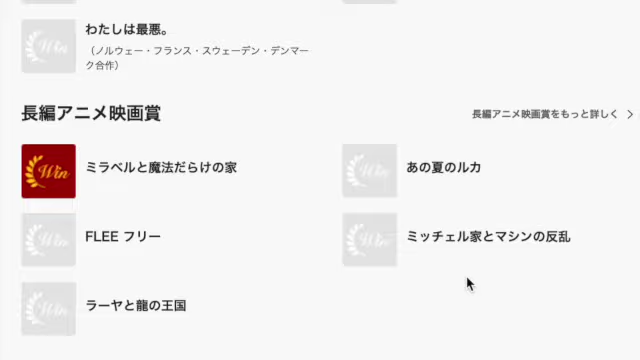 わたしは最悪。
（ノルウェー・フランス・スウェーデン・デンマー
ク合作）
長編アニメ映画賞
長編アニメ映画賞をもっと詳しく
Win
ミラベルと魔法だらけの家
Win
あの夏のルカ
Win
FLEE フリー
Win
ミッチェル家とマシンの反乱
Win
ラーヤと龍の王国